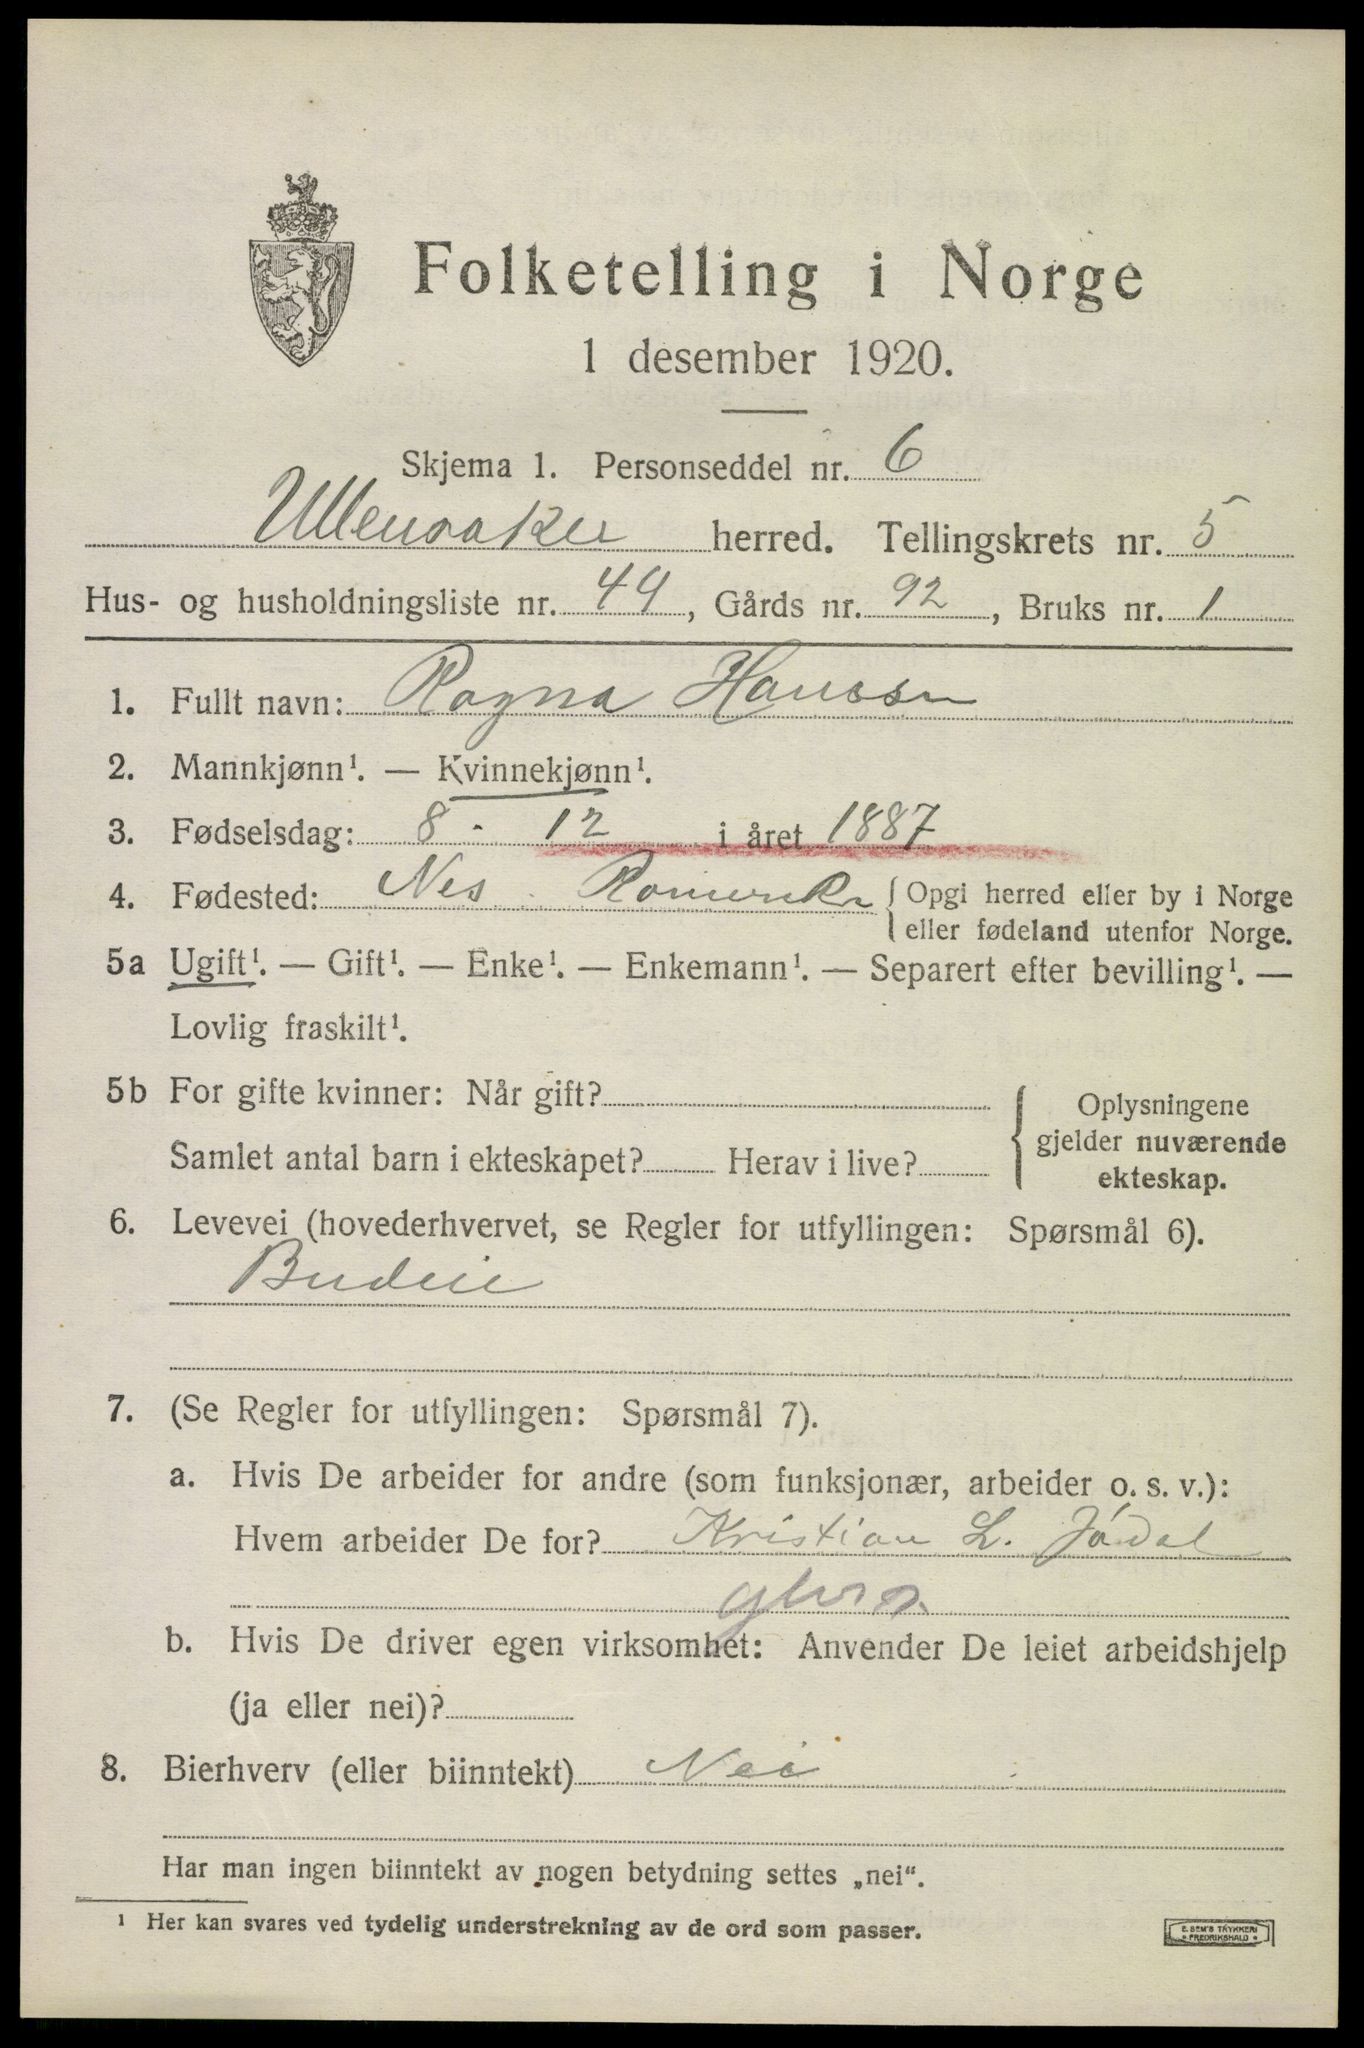 Folketelling i Norge
1 desember 1920.
Skjema 1. Personseddel nr. 6
Ullensaker herred. Tellingskrets nr. 5
Hus- og husholdningsliste nr. 49, Gårds nr. 92, Bruks nr. 1
1. Fullt navn: Ragna Hanssen
2. Mannkjønn¹. — Kvinnekjønn¹.
3. Fødselsdag: 8 - 12 i året 1887
4. Fødested: Nes Romerike { Opgi herred eller by i Norge
eller fødeland utenfor Norge.
5a Ugift¹. — Gift¹. — Enke¹. — Enkemann¹. — Separert efter bevilling¹. —
Lovlig fraskilt¹.
5b For gifte kvinner: Når gift?
Samlet antal barn i ekteskapet? Herav i live?
{ Oplysningene
gjelder nuværende
ekteskap.
6. Levevei (hovederhvervet, se Regler for utfyllingen: Spørsmål 6).
Budeie
7. (Se Regler for utfyllingen: Spørsmål 7).
a. Hvis De arbeider for andre (som funksjonær, arbeider o. s. v.):
Hvem arbeider De for? Kristian L. Jødal
b. Hvis De driver egen virksomhet: Anvender De leiet arbeidshjelp
(ja eller nei)?
8. Bierhverv (eller biinntekt) Nei
Har man ingen biinntekt av nogen betydning settes „nei“.
¹ Her kan svares ved tydelig understrekning av de ord som passer.
E. SEM'S TRYKKERI
FREDRIKSHALD